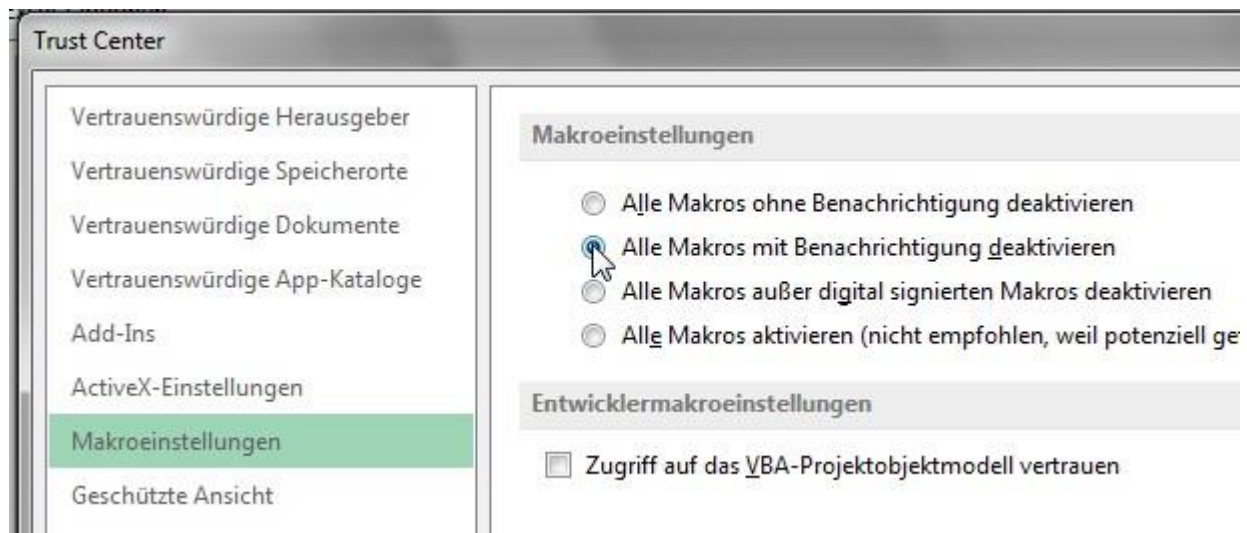 Trust Center
Vertrauenswürdige Herausgeber
Vertrauenswürdige Speicherorte
Vertrauenswürdige Dokumente
Vertrauenswürdige App-Kataloge
Add-Ins
ActiveX-Einstellungen
Makroeinstellungen
Geschützte Ansicht
Makroeinstellungen
Alle Makros ohne Benachrichtigung deaktivieren
Alle Makros mit Benachrichtigung deaktivieren
Alle Makros außer digital signierten Makros deaktivieren
Alle Makros aktivieren (nicht empfohlen, weil potenziell
Entwicklermakroeinstellungen
Zugriff auf das VBA-Projektobjektmodell vertrauen